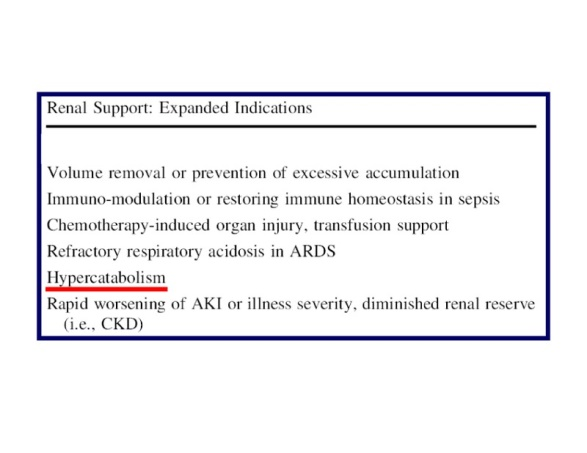 Renal Support: Expanded Indications
Volume removal or prevention of excessive accumulation
Immuno-modulation or restoring immune homeostasis in sepsis
Chemotherapy-induced organ injury, transfusion support
Refractory respiratory acidosis in ARDS
Hypercatabolism
Rapid worsening of AKI or illness severity, diminished renal reserve
(i.e., CKD)